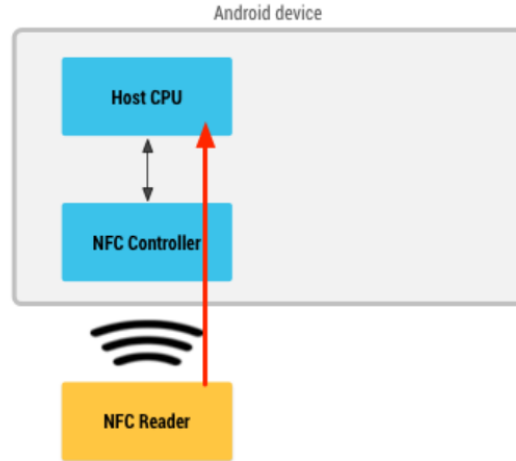 Android device
Host CPU
NFC Controller
NFC Reader